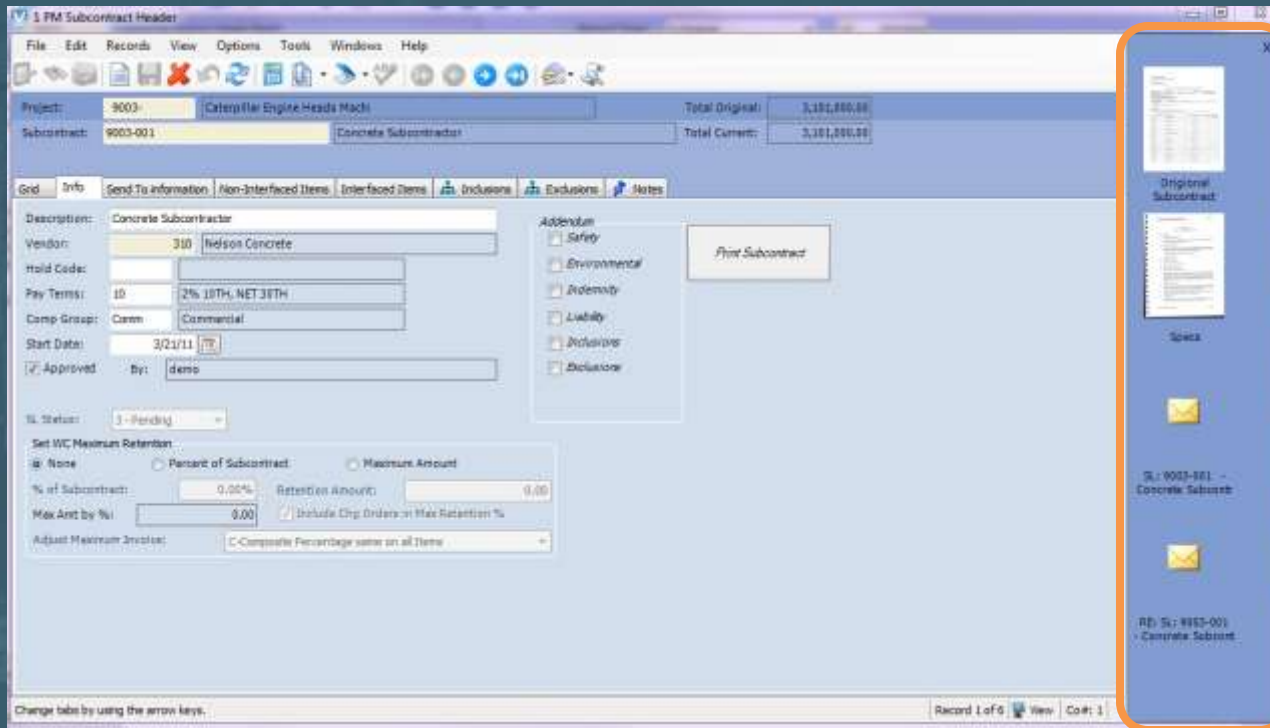 1 PM Subcontract Header
File Edit Records View Options Tools Windows Help
Project: 9003- Caterpillar Engine Heads Machi Total Original: 3,101,000.00
Subcontract: 9003-001 Concrete Subcontractor Total Current: 3,101,000.00
Grid Info Send To Information Non-Interfaced Items Interfaced Items Inclusions Exclusions Notes
Description: Concrete Subcontractor
Vendor: 310 Nelson Concrete
Hold Code:
Pay Terms: 10 2% 10TH, NET 30TH
Comp Group: Comm Commercial
Start Date: 3/21/11
Approved By: demo
SL Status: 3 - Pending
Set WC Maximum Retention
None Percent of Subcontract Maximum Amount
% of Subcontract: 0.00% Retention Amount: 0.00
Max Amt by %: 0.00 Include Chg Orders in Max Retention %
Adjust Maximum Invoice: C-Composite Percentage same on all Items
Addendum
Safety
Environmental
Indemnity
Liability
Inclusions
Exclusions
Print Subcontract
X
Origional
Subcontract
Specs
SL: 9003-001 -
Concrete Subcontr
RE: SL: 9003-001
- Concrete Subcont
Change tabs by using the arrow keys.
Record 1 of 6 View Co#: 1